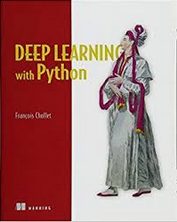 DEEP LEARNING
with Python
François Chollet
MANNING